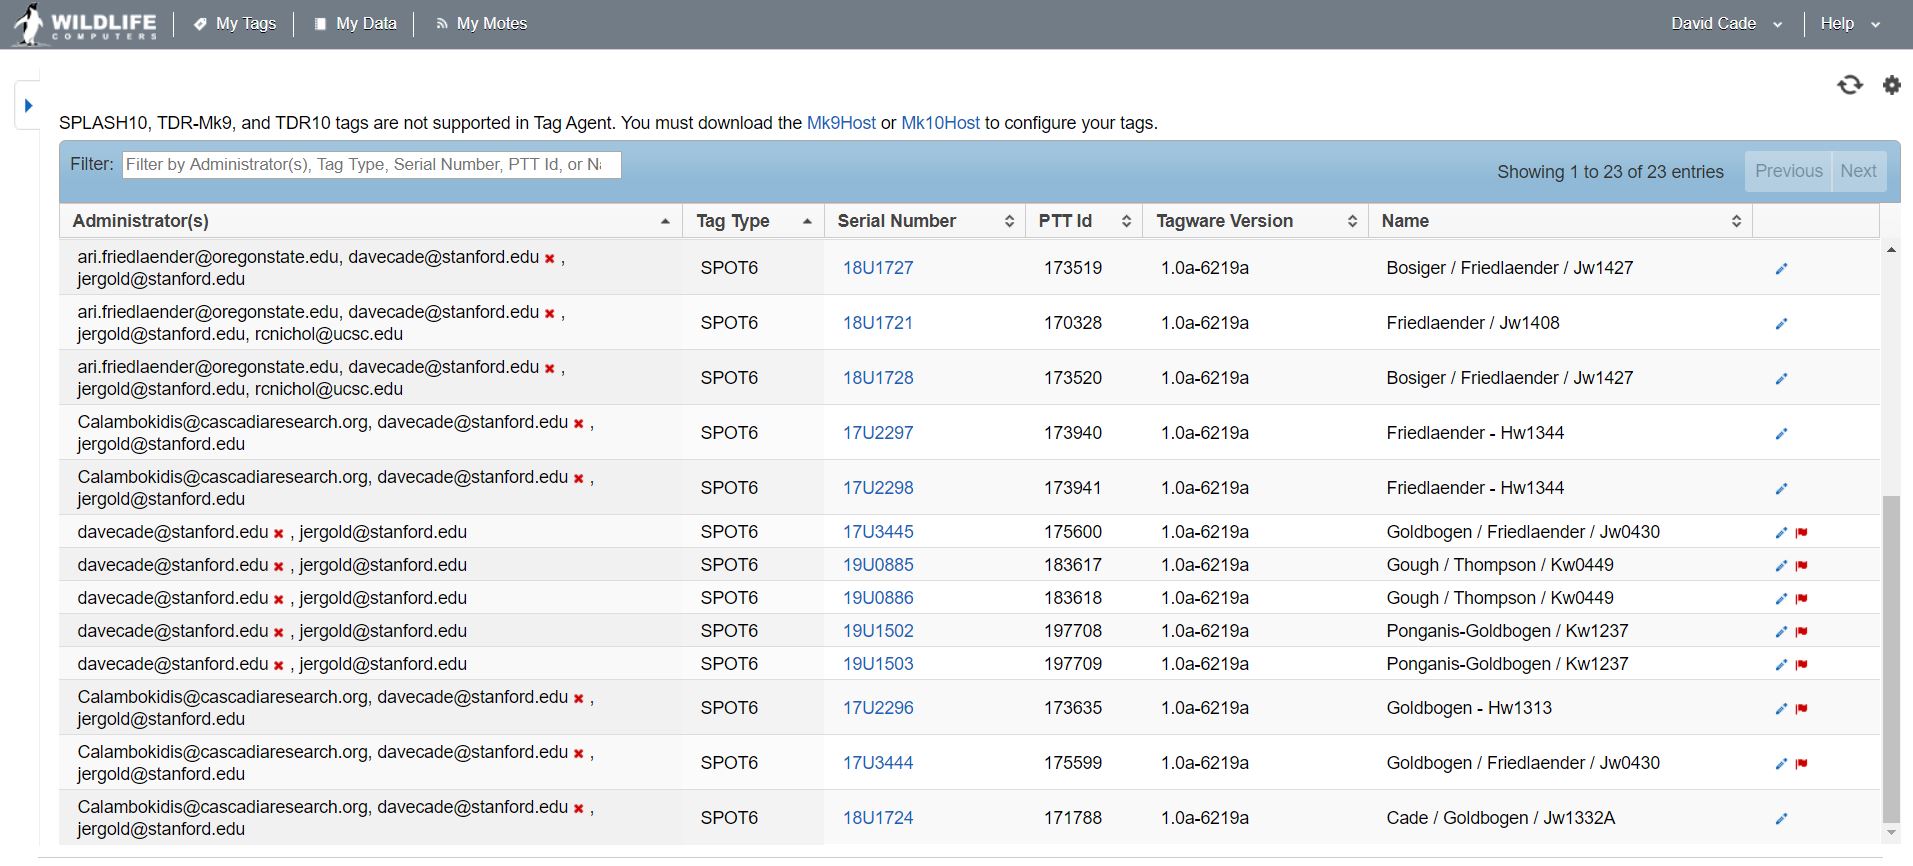 WILDLIFE COMPUTERS My Tags My Data My Motes David Cade Help
SPLASH10, TDR-Mk9, and TDR10 tags are not supported in Tag Agent. You must download the Mk9Host or Mk10Host to configure your tags.
Filter: Filter by Administrator(s), Tag Type, Serial Number, PTT Id, or Na Showing 1 to 23 of 23 entries Previous Next
Administrator(s) Tag Type Serial Number PTT Id Tagware Version Name
ari.friedlaender@oregonstate.edu, davecade@stanford.edu ,
jergold@stanford.edu SPOT6 18U1727 173519 1.0a-6219a Bosiger / Friedlaender / Jw1427
ari.friedlaender@oregonstate.edu, davecade@stanford.edu ,
jergold@stanford.edu, rcnichol@ucsc.edu SPOT6 18U1721 170328 1.0a-6219a Friedlaender / Jw1408
ari.friedlaender@oregonstate.edu, davecade@stanford.edu ,
jergold@stanford.edu, rcnichol@ucsc.edu SPOT6 18U1728 173520 1.0a-6219a Bosiger / Friedlaender / Jw1427
Calambokidis@cascadiaresearch.org, davecade@stanford.edu ,
jergold@stanford.edu SPOT6 17U2297 173940 1.0a-6219a Friedlaender - Hw1344
Calambokidis@cascadiaresearch.org, davecade@stanford.edu ,
jergold@stanford.edu SPOT6 17U2298 173941 1.0a-6219a Friedlaender - Hw1344
davecade@stanford.edu , jergold@stanford.edu SPOT6 17U3445 175600 1.0a-6219a Goldbogen / Friedlaender / Jw0430
davecade@stanford.edu , jergold@stanford.edu SPOT6 19U0885 183617 1.0a-6219a Gough / Thompson / Kw0449
davecade@stanford.edu , jergold@stanford.edu SPOT6 19U0886 183618 1.0a-6219a Gough / Thompson / Kw0449
davecade@stanford.edu , jergold@stanford.edu SPOT6 19U1502 197708 1.0a-6219a Ponganis-Goldbogen / Kw1237
davecade@stanford.edu , jergold@stanford.edu SPOT6 19U1503 197709 1.0a-6219a Ponganis-Goldbogen / Kw1237
Calambokidis@cascadiaresearch.org, davecade@stanford.edu ,
jergold@stanford.edu SPOT6 17U2296 173635 1.0a-6219a Goldbogen - Hw1313
Calambokidis@cascadiaresearch.org, davecade@stanford.edu ,
jergold@stanford.edu SPOT6 17U3444 175599 1.0a-6219a Goldbogen / Friedlaender / Jw0430
Calambokidis@cascadiaresearch.org, davecade@stanford.edu ,
jergold@stanford.edu SPOT6 18U1724 171788 1.0a-6219a Cade / Goldbogen / Jw1332A